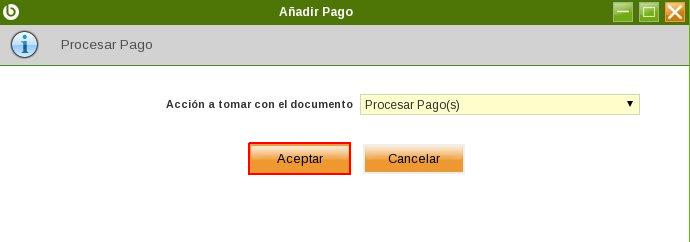 Añadir Pago
Procesar Pago
Acción a tomar con el documento Procesar Pago(s)
Aceptar Cancelar